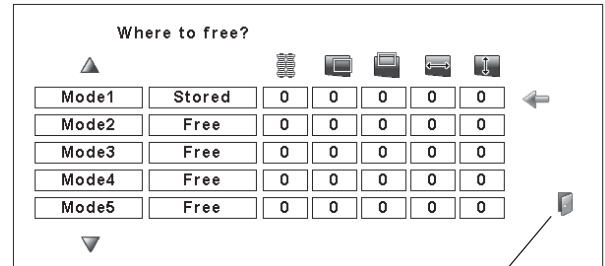 Where to free?
Mode1 Stored 0 0 0 0 0
Mode2 Free 0 0 0 0 0
Mode3 Free 0 0 0 0 0
Mode4 Free 0 0 0 0 0
Mode5 Free 0 0 0 0 0